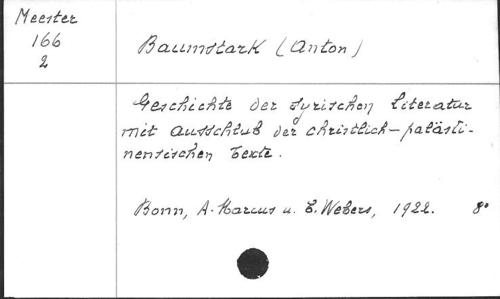 Meester
166
2
Baumstark (Anton)
Geschichte der syrischen Literatur
mit Ausschluß der christlich-palästi-
nensischen Texte.
Bonn, A. Marcus u. E. Webers, 1922. 8°